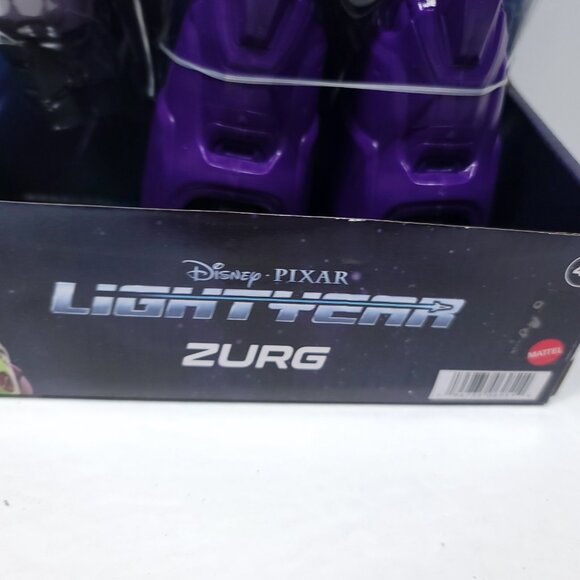 Disney · PIXAR
LIGHTYEAR
ZURG
MATTEL